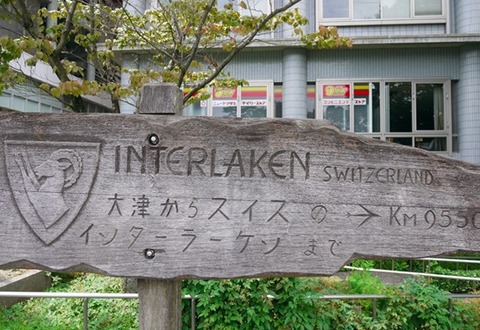 INTERLAKEN SWITZERLAND
大津からスイスの → KM 9550
インターラーケンまで